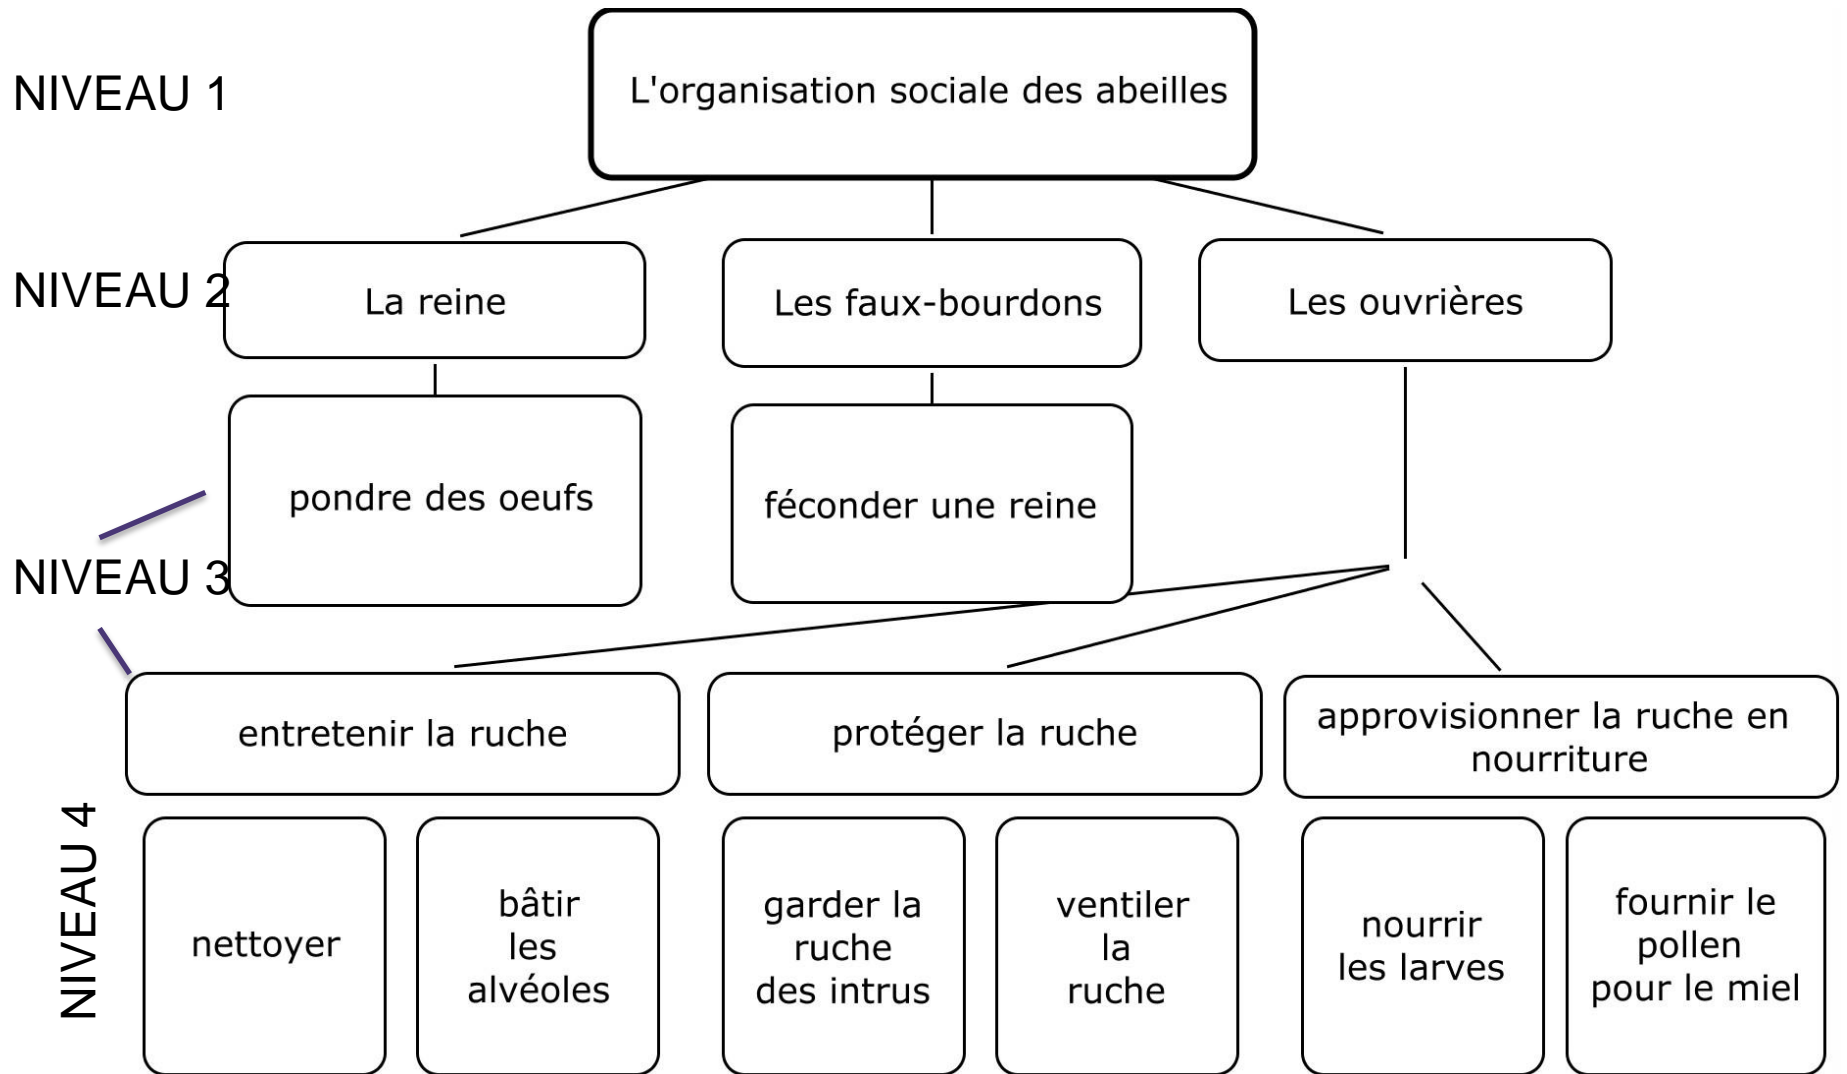 NIVEAU 1
L'organisation sociale des abeilles
NIVEAU 2
La reine
Les faux-bourdons
Les ouvrières
pondre des oeufs
féconder une reine
NIVEAU 3
entretenir la ruche
protéger la ruche
approvisionner la ruche en
nourriture
NIVEAU 4
nettoyer
bâtir
les
alvéoles
garder la
ruche
des intrus
ventiler
la
ruche
nourrir
les larves
fournir le
pollen
pour le miel